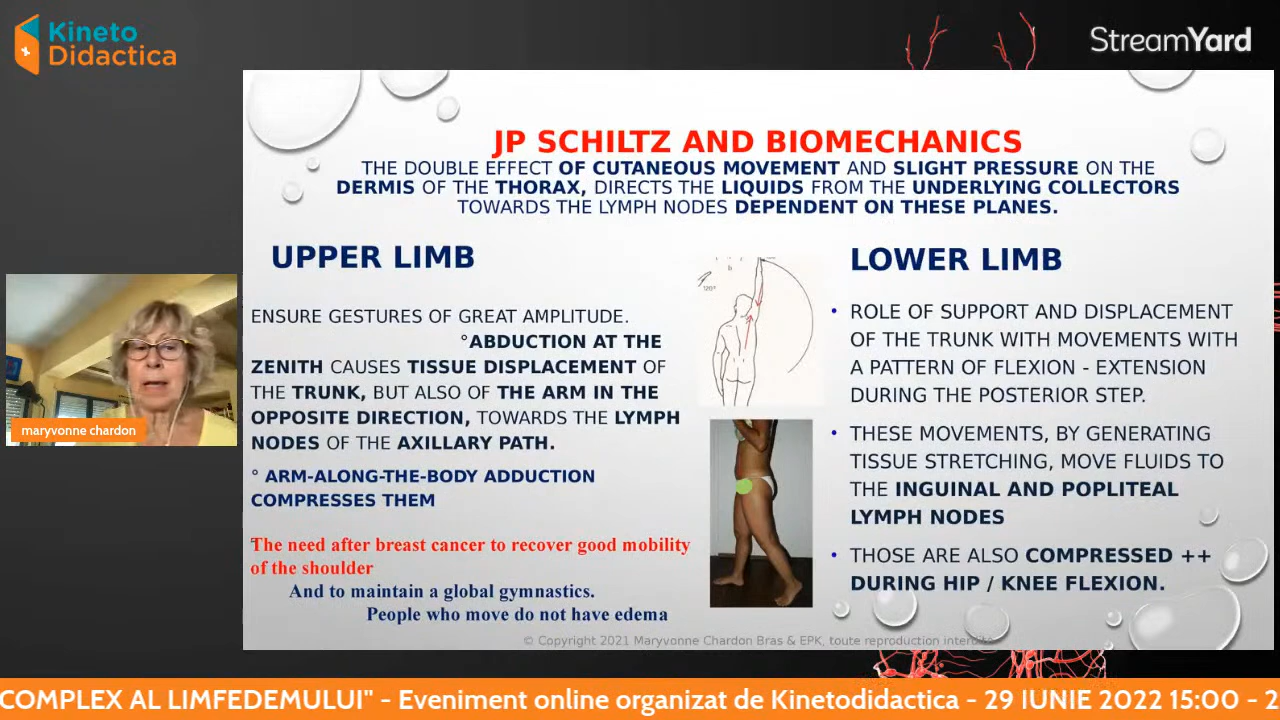 Kineto
Didactica
StreamYard
JP SCHILTZ AND BIOMECHANICS
THE DOUBLE EFFECT OF CUTANEOUS MOVEMENT AND SLIGHT PRESSURE ON THE
DERMIS OF THE THORAX, DIRECTS THE LIQUIDS FROM THE UNDERLYING COLLECTORS
TOWARDS THE LYMPH NODES DEPENDENT ON THESE PLANES.
UPPER LIMB
ENSURE GESTURES OF GREAT AMPLITUDE.
°ABDUCTION AT THE
ZENITH CAUSES TISSUE DISPLACEMENT OF
THE TRUNK, BUT ALSO OF THE ARM IN THE
OPPOSITE DIRECTION, TOWARDS THE LYMPH
NODES OF THE AXILLARY PATH.
° ARM-ALONG-THE-BODY ADDUCTION
COMPRESSES THEM
The need after breast cancer to recover good mobility
of the shoulder
And to maintain a global gymnastics.
People who move do not have edema
120°
LOWER LIMB
• ROLE OF SUPPORT AND DISPLACEMENT
OF THE TRUNK WITH MOVEMENTS WITH
A PATTERN OF FLEXION - EXTENSION
DURING THE POSTERIOR STEP.
• THESE MOVEMENTS, BY GENERATING
TISSUE STRETCHING, MOVE FLUIDS TO
THE INGUINAL AND POPLITEAL
LYMPH NODES
• THOSE ARE ALSO COMPRESSED ++
DURING HIP / KNEE FLEXION.
© Copyright 2021 Maryvonne Chardon Bras & EPK, toute reproduction interdite
maryvonne chardon
COMPLEX AL LIMFEDEMULUI" - Eveniment online organizat de Kinetodidactica - 29 IUNIE 2022 15:00 - 2